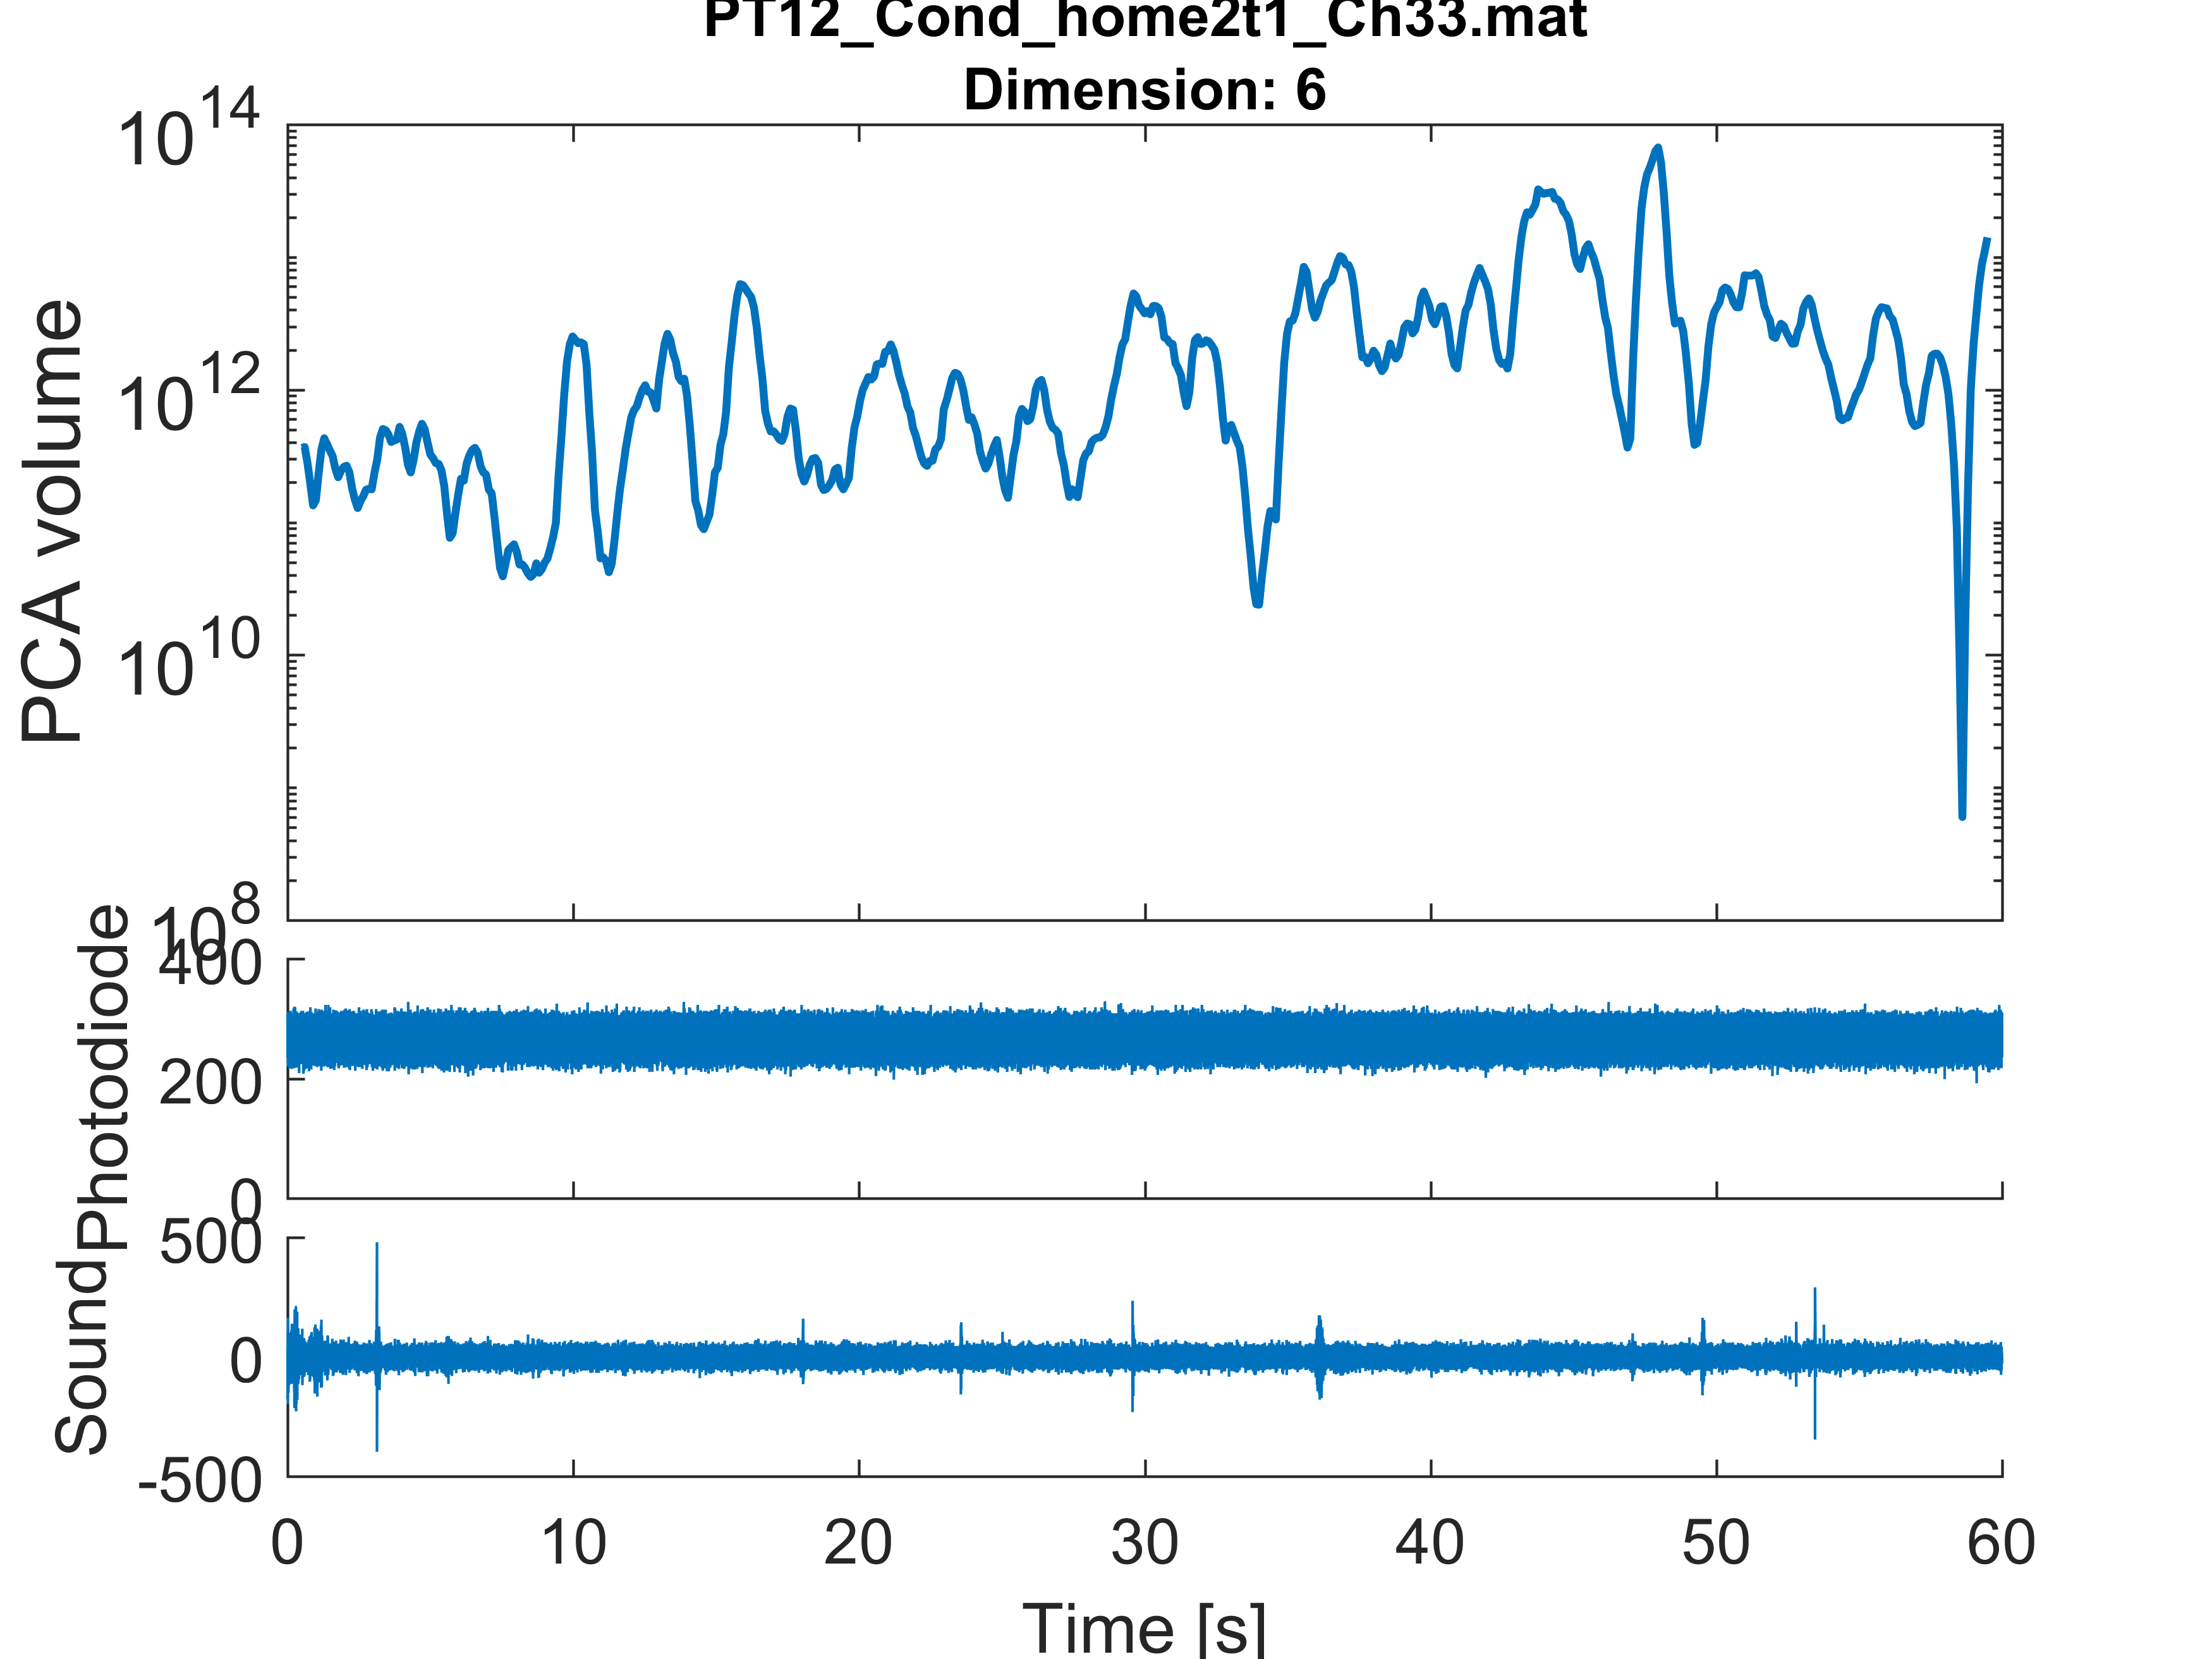 PT12_Cond_home2t1_Ch33.mat
Dimension: 6
PCA volume
10^14
10^12
10^10
10^8
Photodiode
400
200
0
Sound
500
0
-500
0 10 20 30 40 50 60
Time [s]